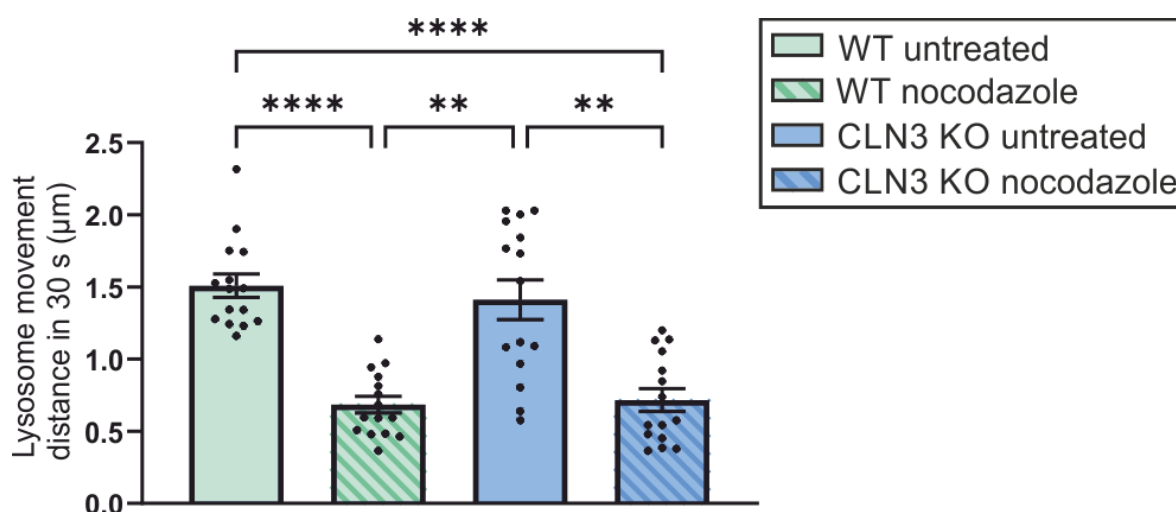 ****
****
**
**
WT untreated
WT nocodazole
CLN3 KO untreated
CLN3 KO nocodazole
Lysosome movement
distance in 30 s (µm)
2.5
2.0
1.5
1.0
0.5
0.0